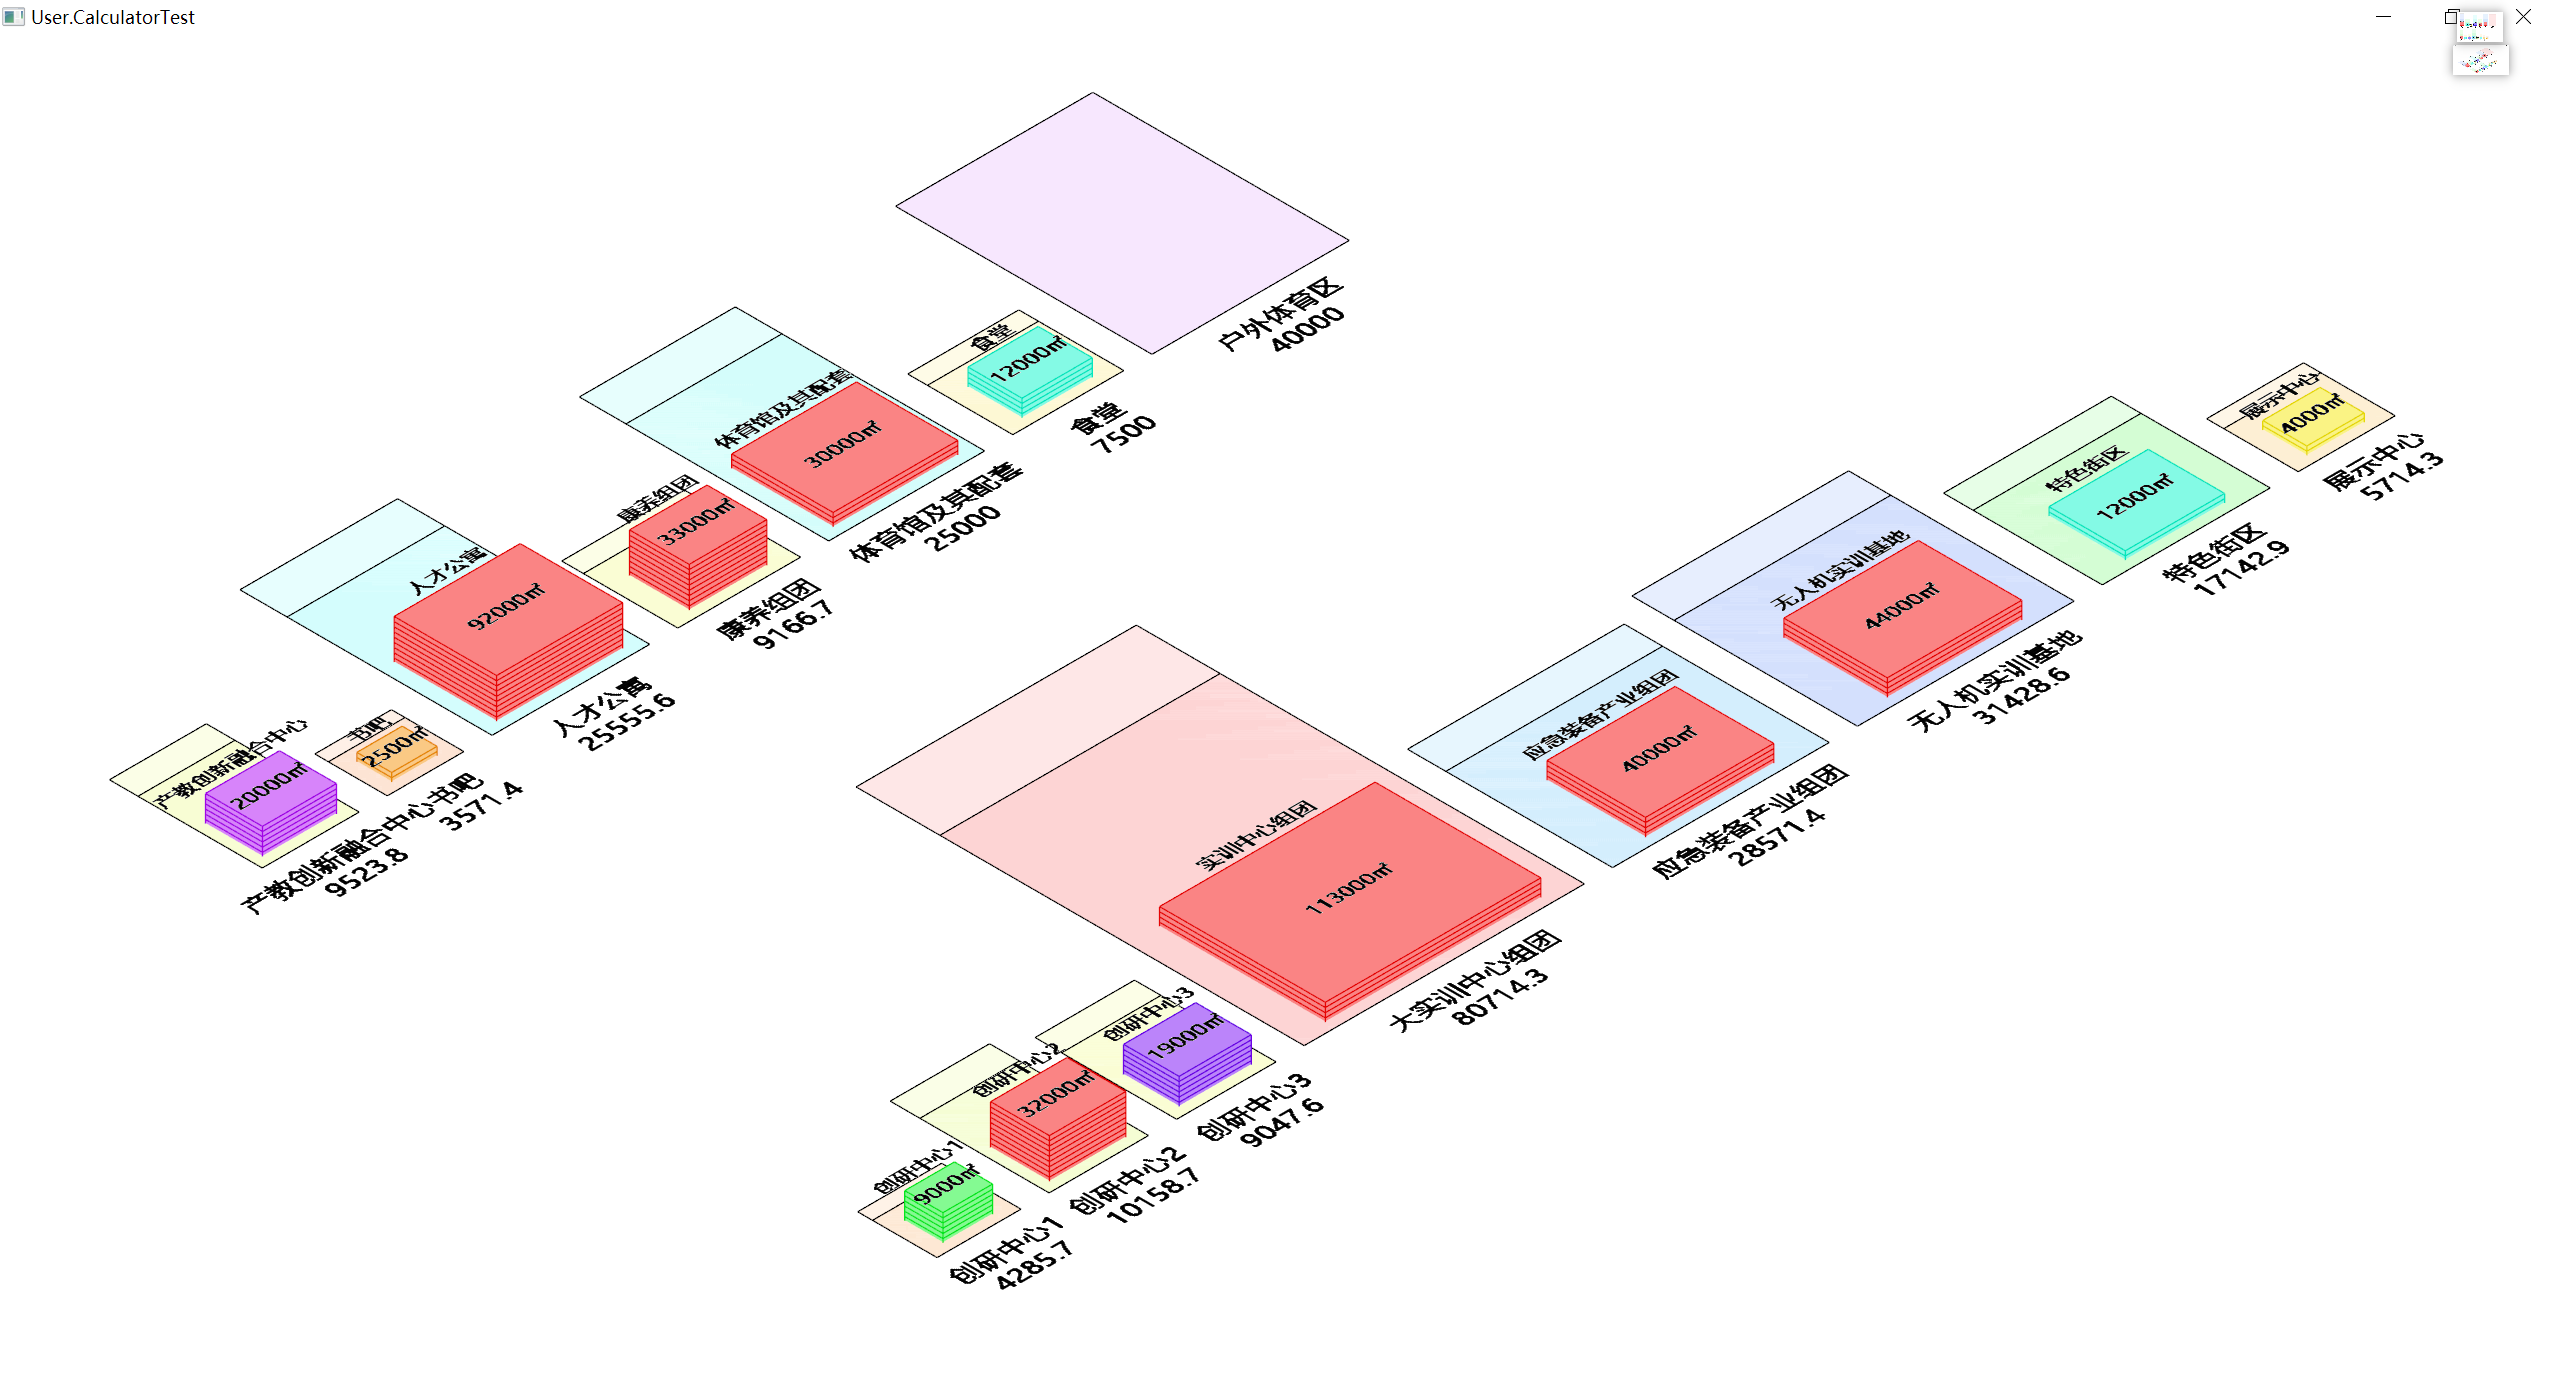 User.CalculatorTest
户外体育区
40000
食堂
12000㎡
食堂
7500
体育馆及其配套
30000㎡
体育馆及其配套
25000
康养组团
33000㎡
康养组团
9166.7
人才公寓
92000㎡
人才公寓
25555.6
书吧
2500㎡
书吧
3571.4
产教创新融合中心
20000㎡
产教创新融合中心
9523.8
展示中心
4000㎡
展示中心
5714.3
特色街区
12000㎡
特色街区
17142.9
无人机实训基地
44000㎡
无人机实训基地
31428.6
应急装备产业组团
40000㎡
应急装备产业组团
28571.4
实训中心组团
113000㎡
大实训中心组团
80714.3
创研中心3
19000㎡
创研中心3
9047.6
创研中心2
32000㎡
创研中心2
10158.7
创研中心1
9000㎡
创研中心1
4285.7